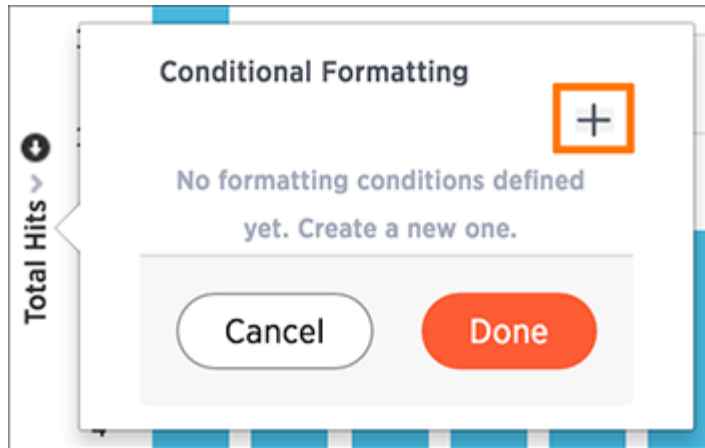 Conditional Formatting
No formatting conditions defined
yet. Create a new one.
Cancel
Done
Total Hits